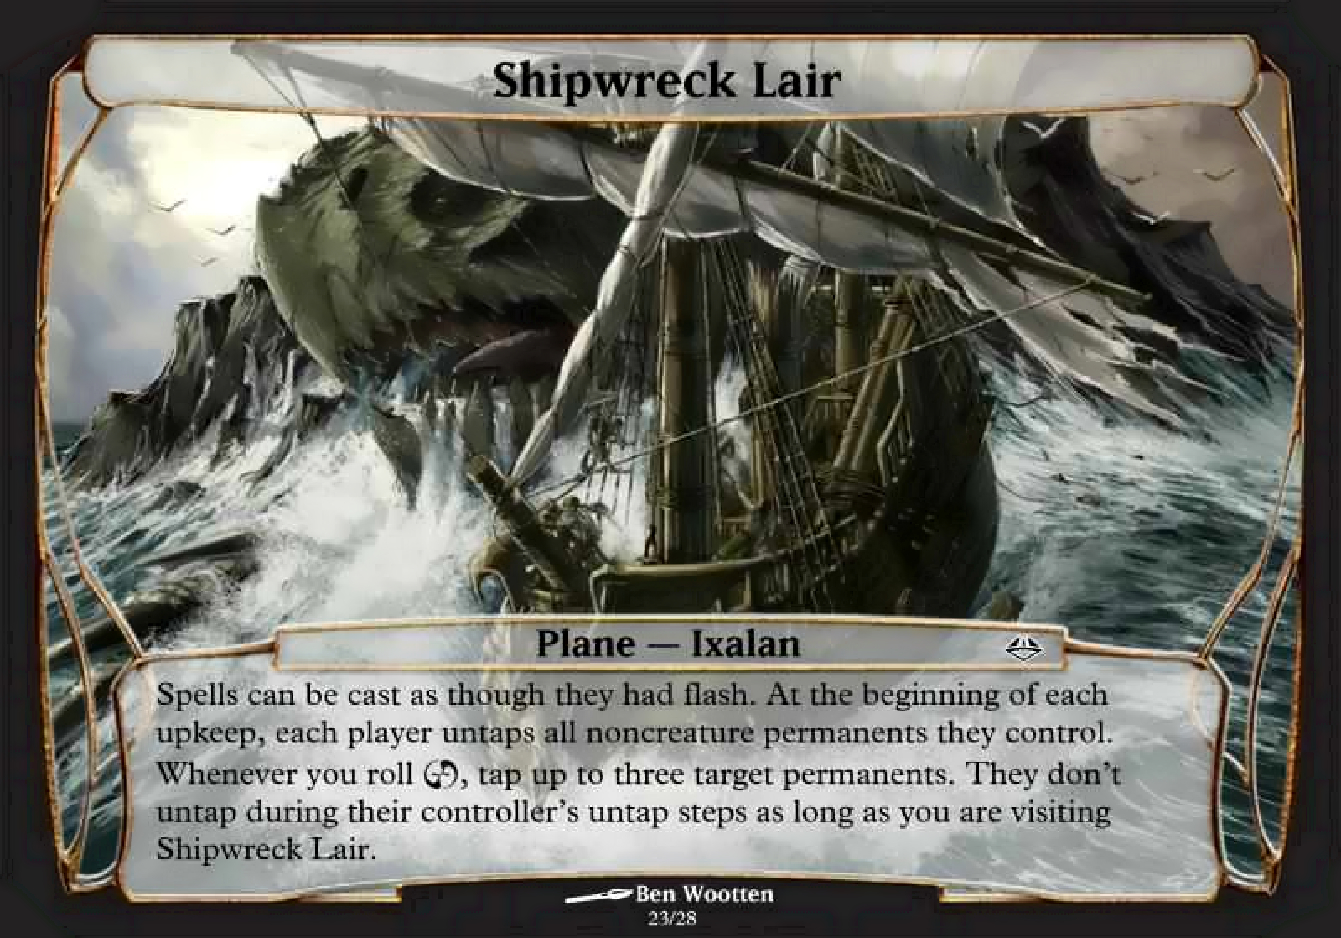 Shipwreck Lair
Plane — Ixalan
Spells can be cast as though they had flash. At the beginning of each
upkeep, each player untaps all noncreature permanents they control.
Whenever you roll , tap up to three target permanents. They don't
untap during their controller's untap steps as long as you are visiting
Shipwreck Lair.
Ben Wootten
23/28